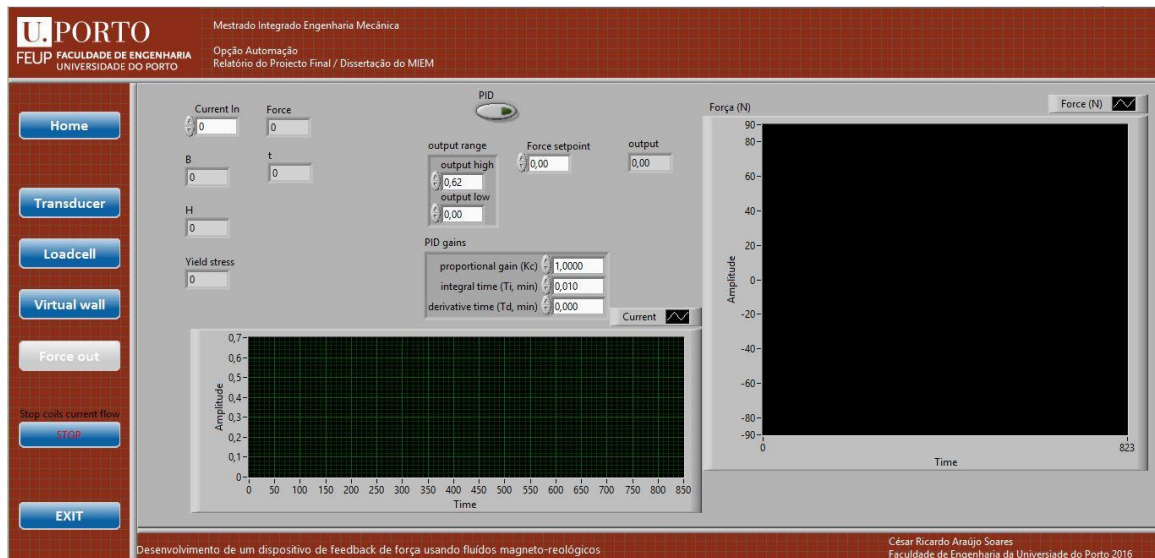 U. PORTO
FEUP FACULDADE DE ENGENHARIA
UNIVERSIDADE DO PORTO
Mestrado Integrado Engenharia Mecânica
Opção Automação
Relatório do Projecto Final / Dissertação do MIEM
Home
Transducer
Loadcell
Virtual wall
Force out
Stop coils current flow
STOP
EXIT
Current In
0
Force
0
B
0
t
0
H
0
Yield stress
0
PID
output range
output high
0,62
output low
0,00
Force setpoint
0,00
output
0,00
PID gains
proportional gain (Kc) 1,0000
integral time (Ti, min) 0,010
derivative time (Td, min) 0,000
Current
Amplitude
0,7
0,6
0,5
0,4
0,3
0,2
0,1
0
0 50 100 150 200 250 300 350 400 450 500 550 600 650 700 750 800 850
Time
Força (N)
Force (N)
Amplitude
90
80
60
40
20
0
-20
-40
-60
-80
-90
0 823
Time
Desenvolvimento de um dispositivo de feedback de força usando fluídos magneto-reológicos
César Ricardo Araújo Soares
Faculdade de Engenharia da Universiade do Porto 2016